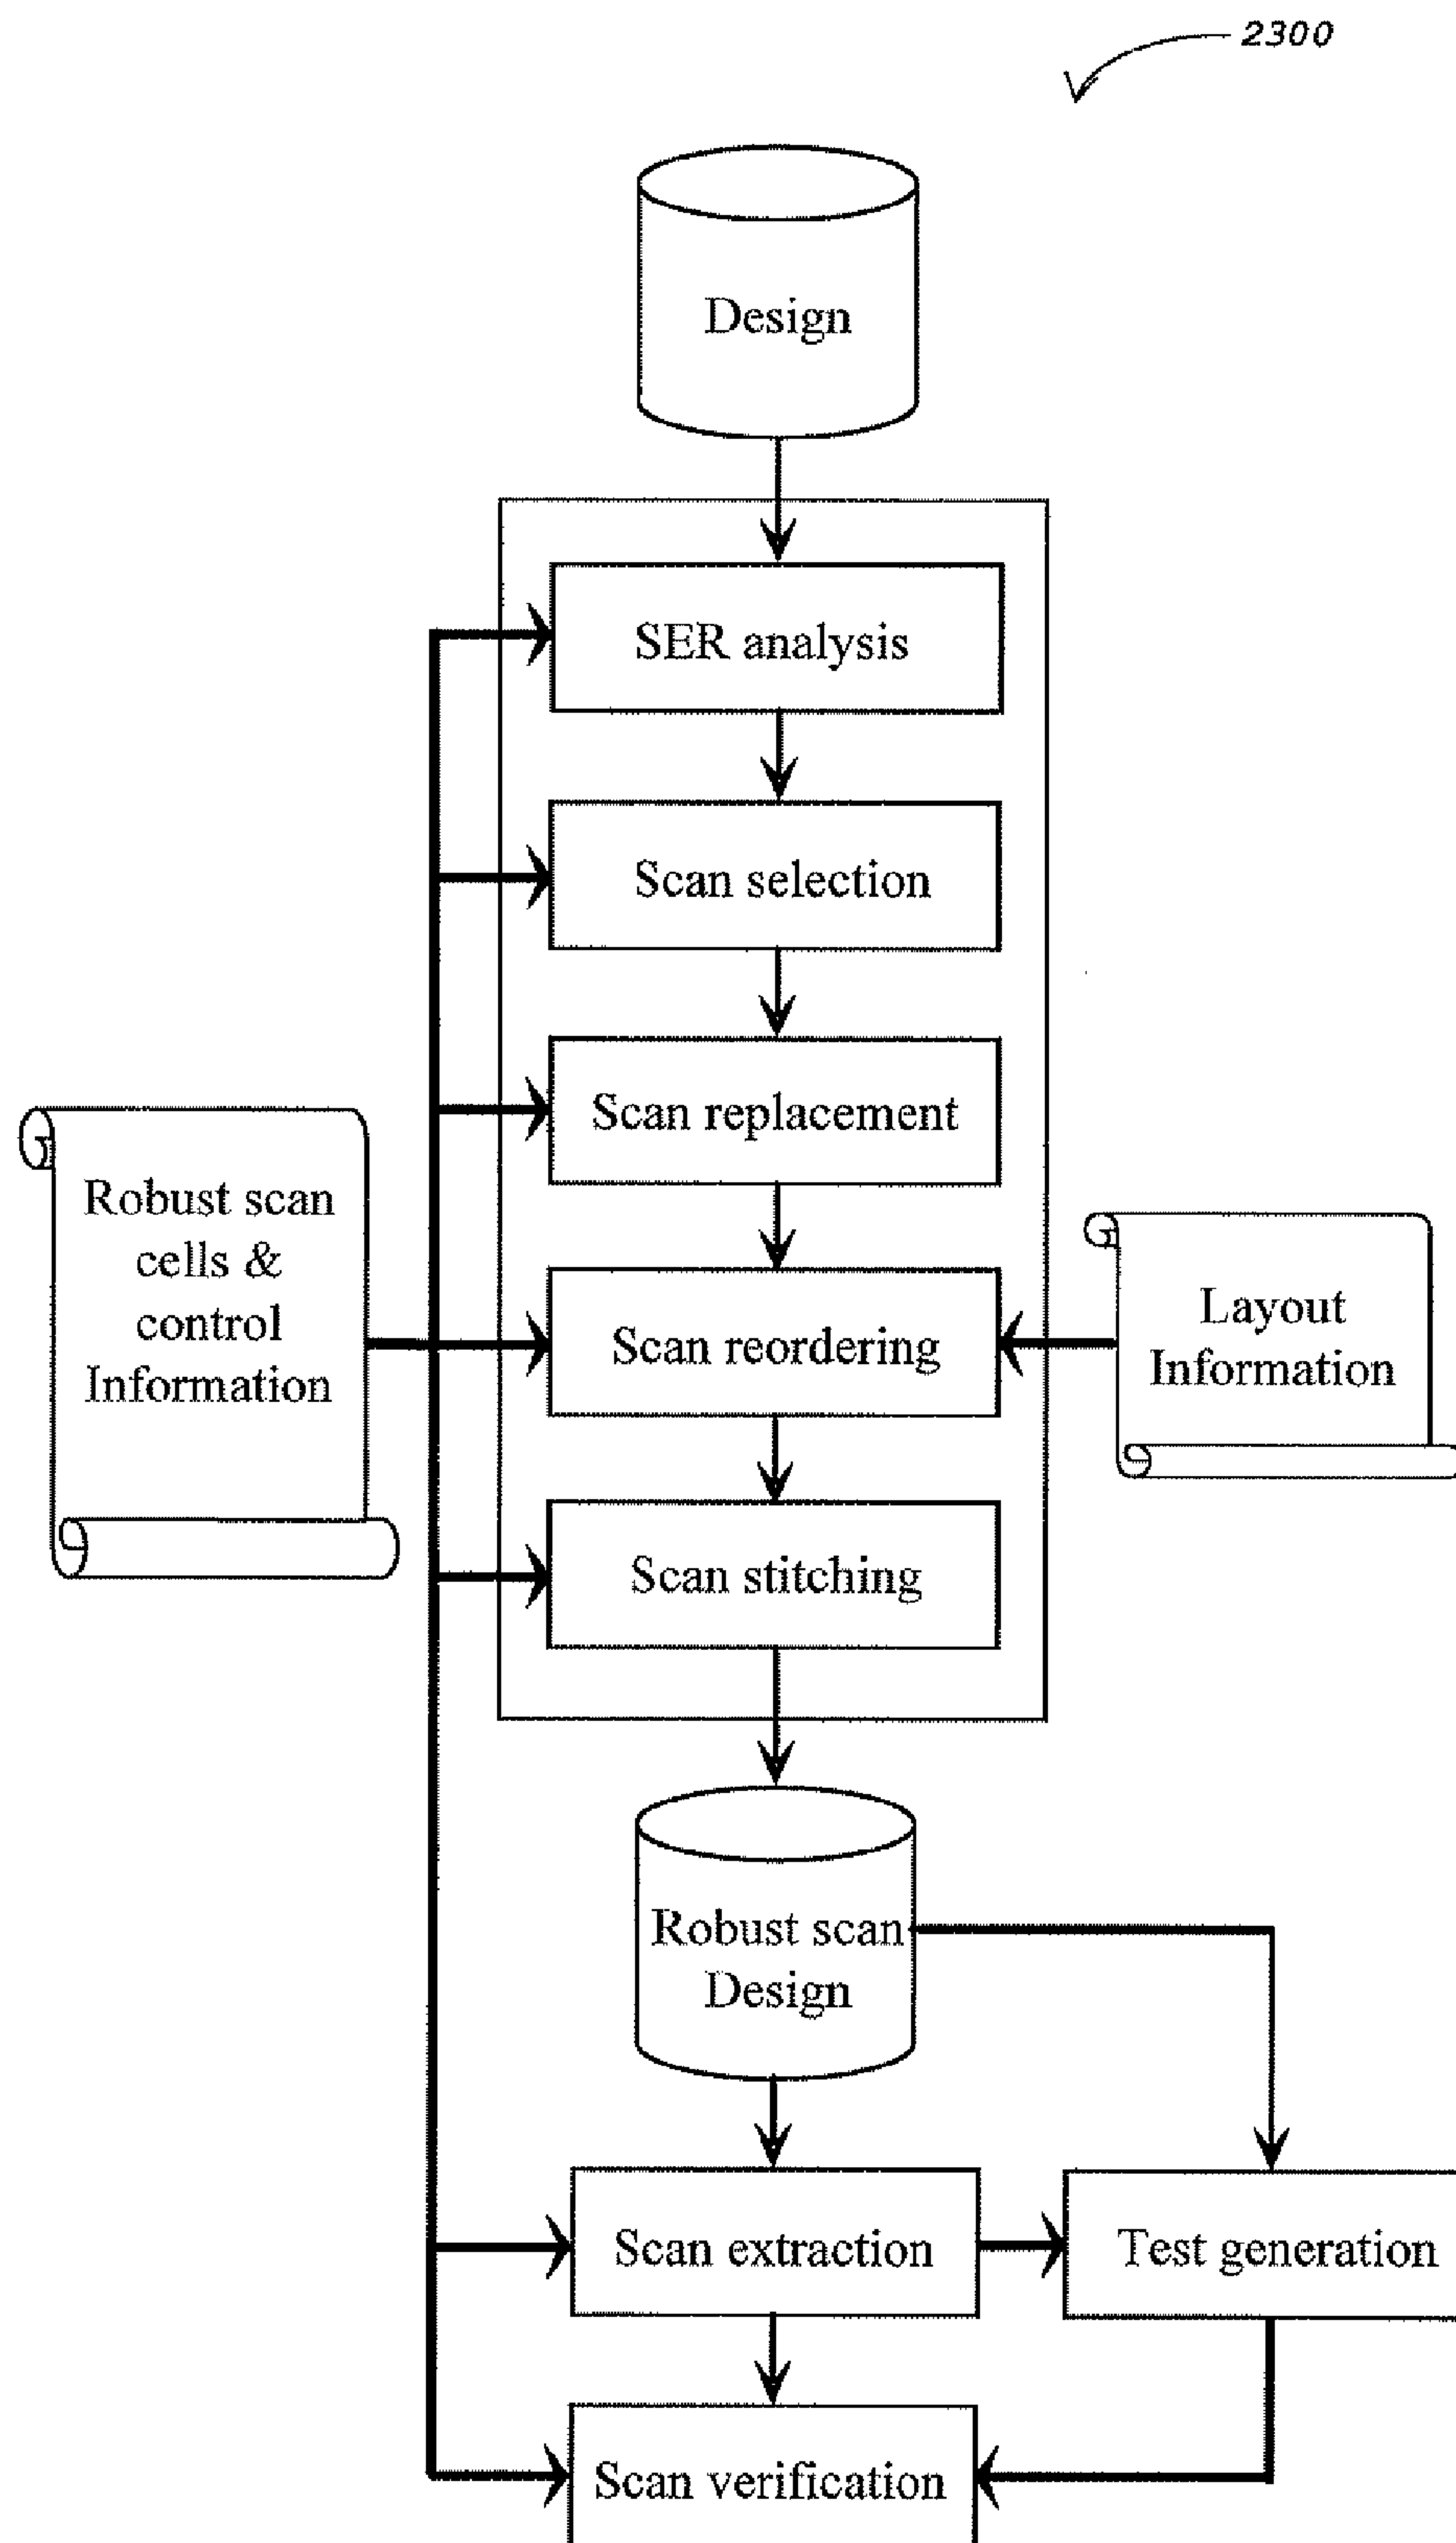 2300
Design
SER analysis
Scan selection
Scan replacement
Robust scan
cells &
control
Information
Scan reordering
Layout
Information
Scan stitching
Robust scan
Design
Scan extraction
Test generation
Scan verification